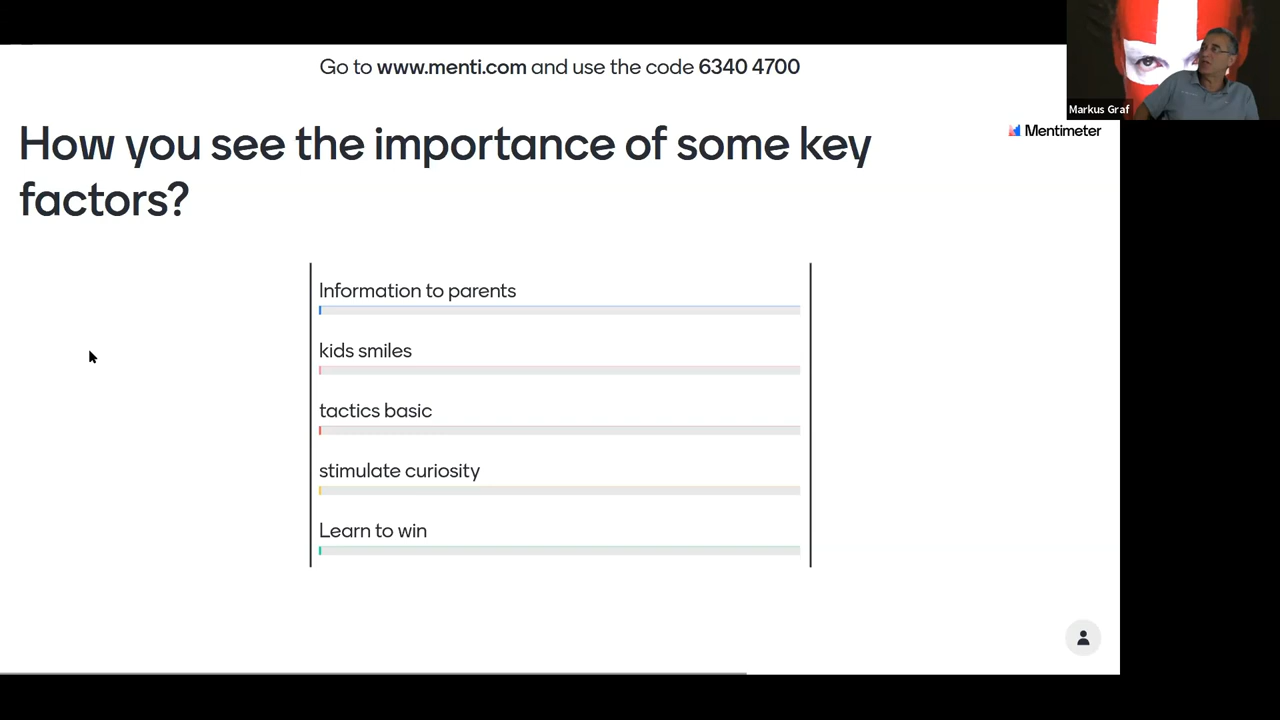 Go to www.menti.com and use the code 6340 4700
Markus Graf
Mentimeter
How you see the importance of some key
factors?
Information to parents
kids smiles
tactics basic
stimulate curiosity
Learn to win